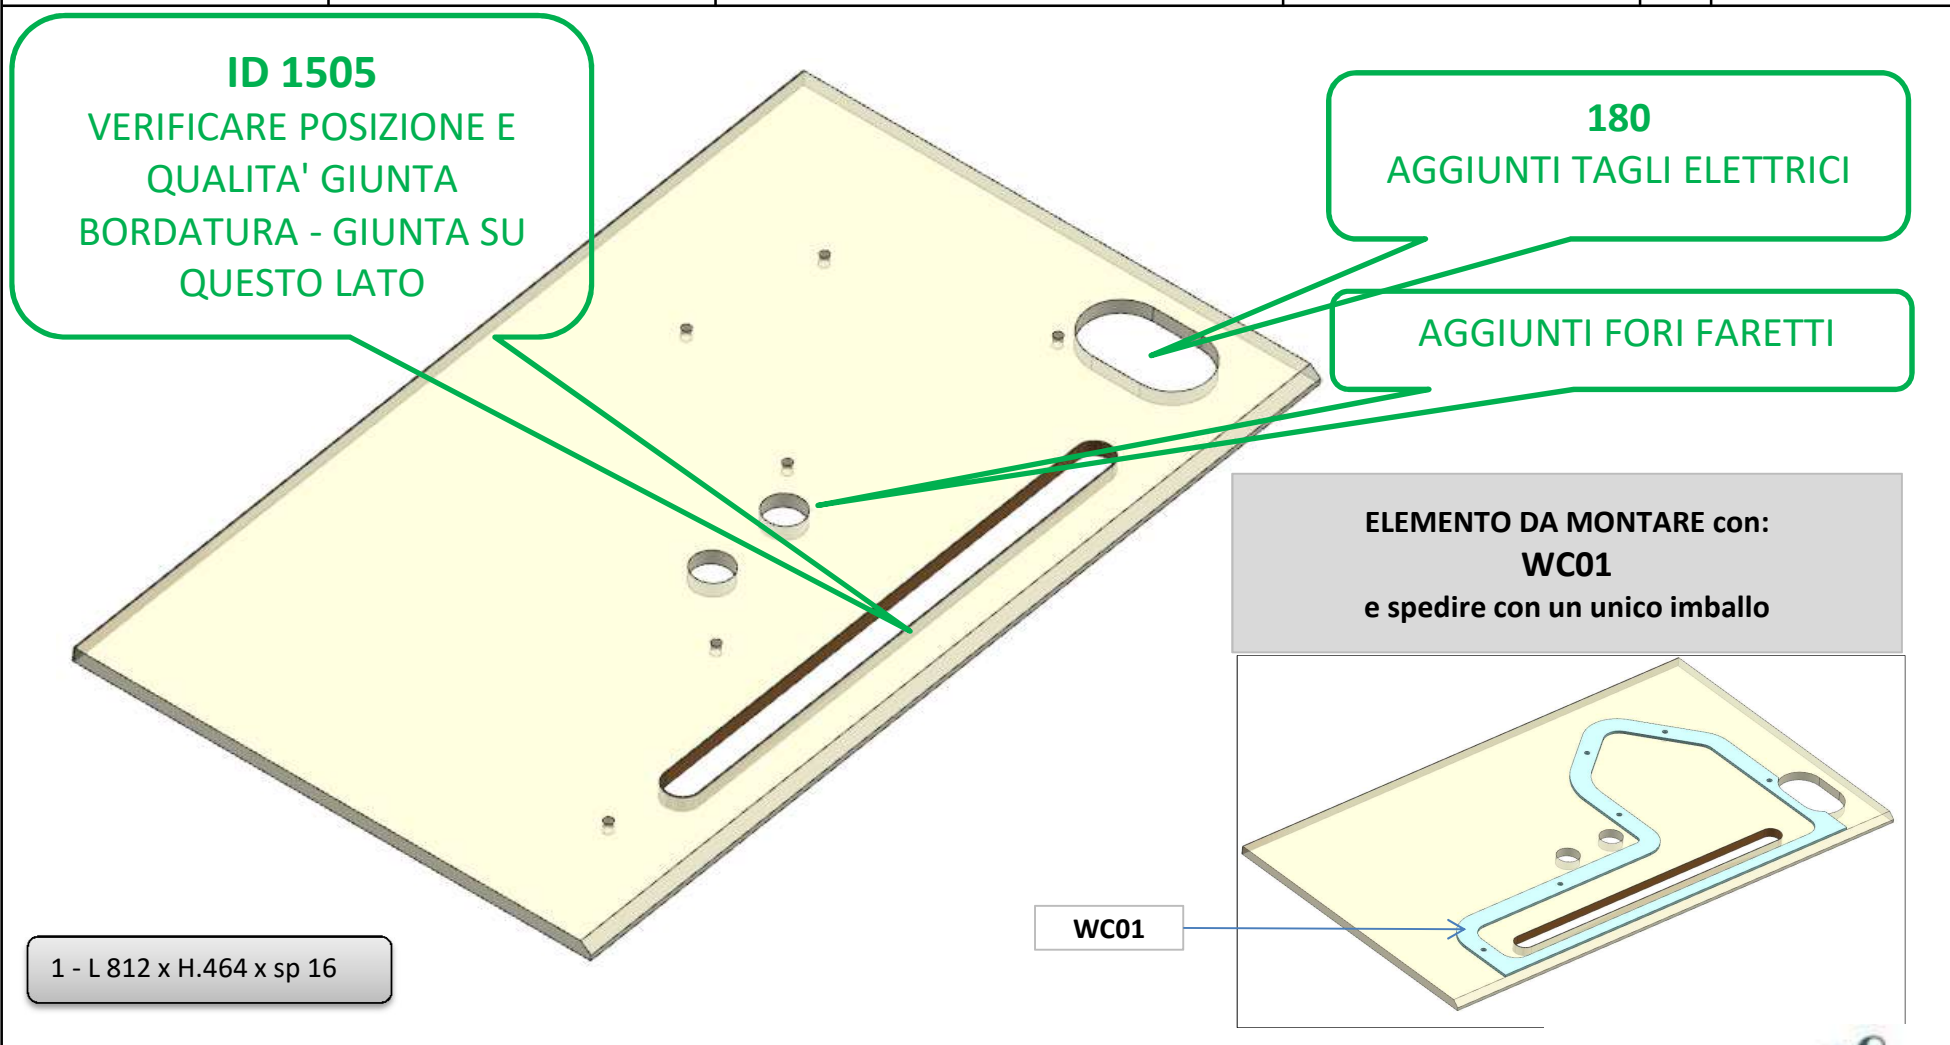 ID 1505
VERIFICARE POSIZIONE E
QUALITA' GIUNTA
BORDATURA - GIUNTA SU
QUESTO LATO
180
AGGIUNTI TAGLI ELETTRICI
AGGIUNTI FORI FARETTI
ELEMENTO DA MONTARE con:
WC01
e spedire con un unico imballo
WC01
1 - L 812 x H.464 x sp 16